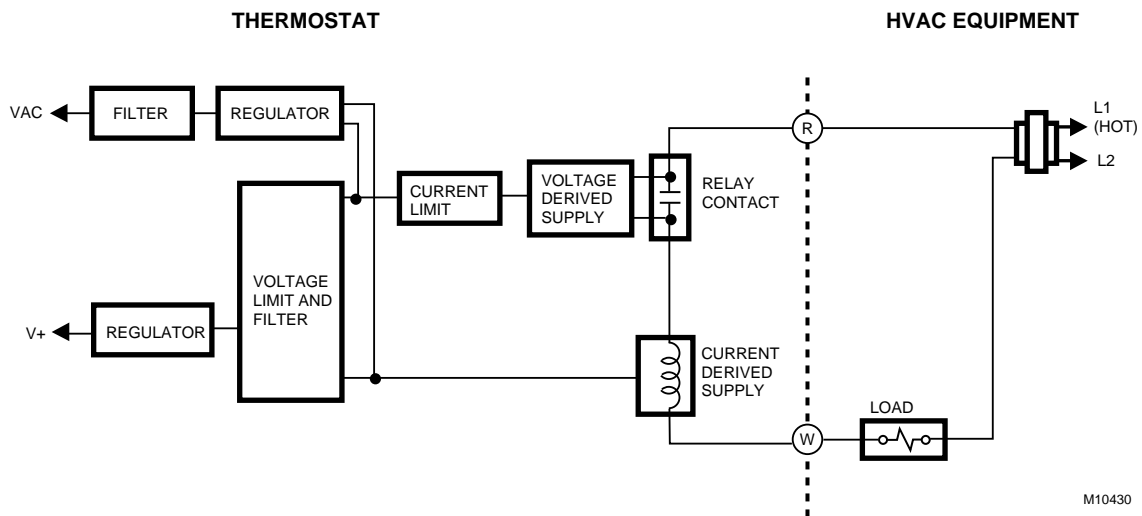 THERMOSTAT
HVAC EQUIPMENT
VAC
FILTER
REGULATOR
R
L1
(HOT)
L2
CURRENT
LIMIT
VOLTAGE
DERIVED
SUPPLY
RELAY
CONTACT
VOLTAGE
LIMIT AND
FILTER
V+
REGULATOR
CURRENT
DERIVED
SUPPLY
LOAD
W
M10430